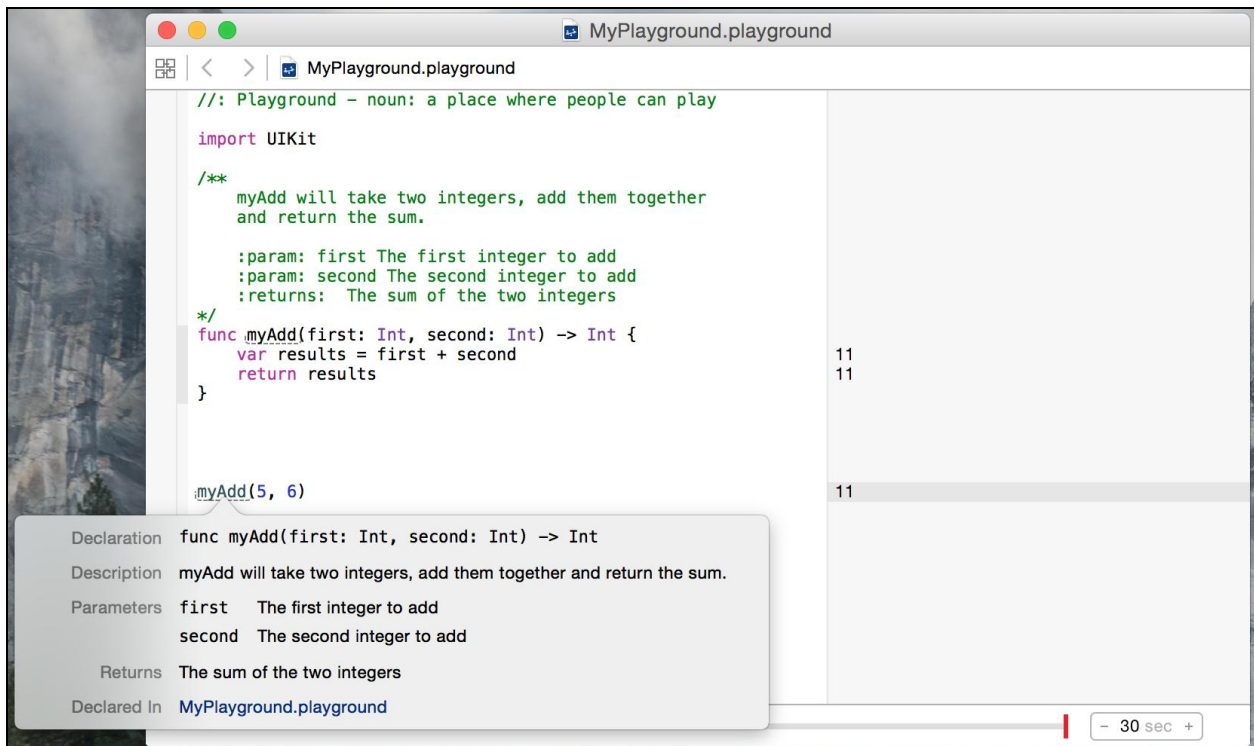 MyPlayground.playground
MyPlayground.playground
//: Playground – noun: a place where people can play
import UIKit
/**
myAdd will take two integers, add them together
and return the sum.
:param: first The first integer to add
:param: second The second integer to add
:returns:  The sum of the two integers
*/
func myAdd(first: Int, second: Int) -> Int {
var results = first + second 11
return results 11
}
myAdd(5, 6) 11
Declaration func myAdd(first: Int, second: Int) -> Int
Description myAdd will take two integers, add them together and return the sum.
Parameters first The first integer to add
second The second integer to add
Returns The sum of the two integers
Declared In MyPlayground.playground
– 30 sec +